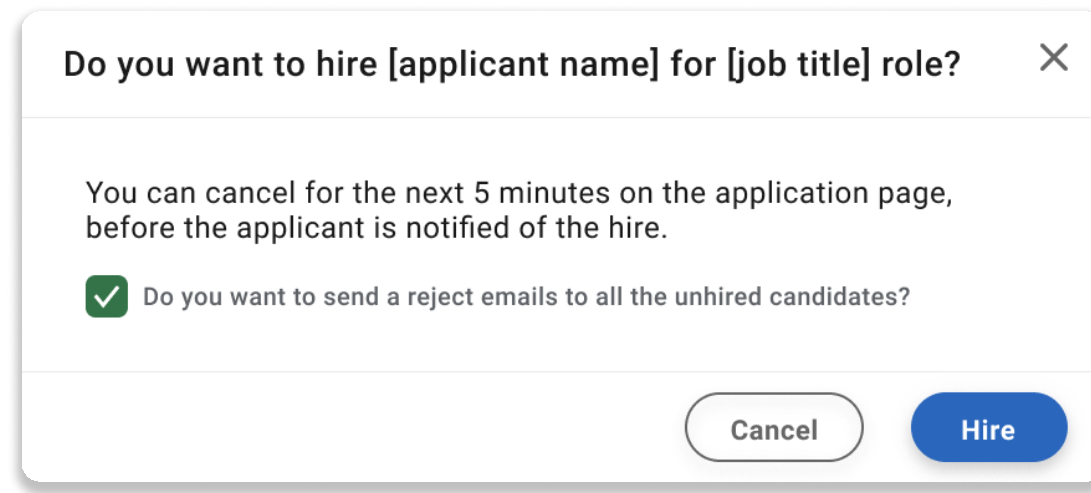 Do you want to hire [applicant name] for [job title] role?
You can cancel for the next 5 minutes on the application page,
before the applicant is notified of the hire.
Do you want to send a reject emails to all the unhired candidates?
Cancel
Hire